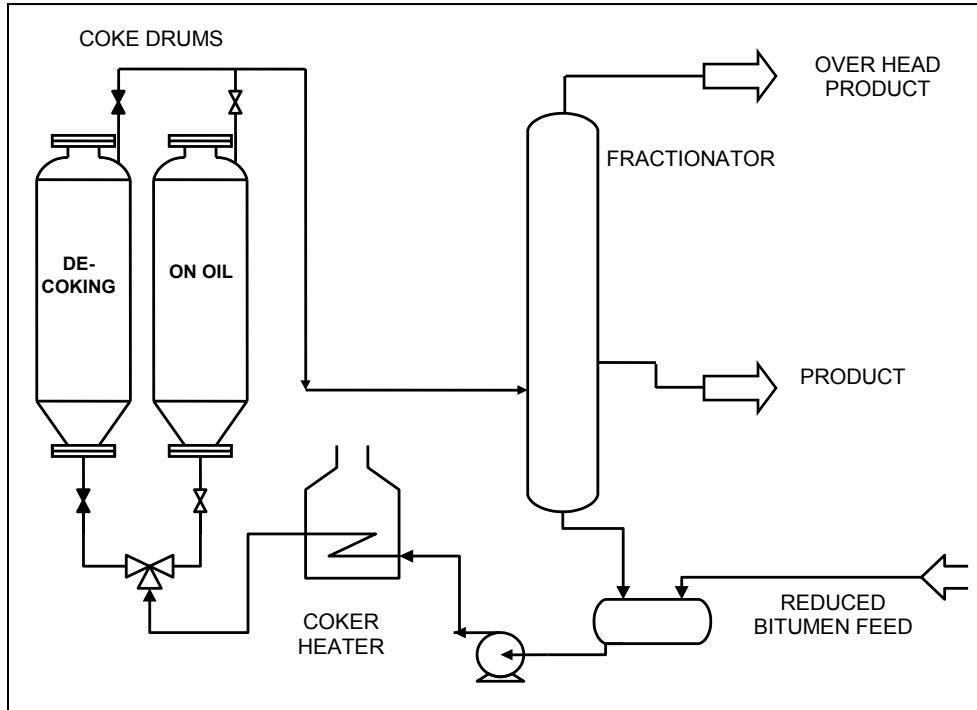 COKE DRUMS
OVER HEAD
PRODUCT
FRACTIONATOR
DE-
COKING
ON OIL
PRODUCT
COKER
HEATER
REDUCED
BITUMEN FEED